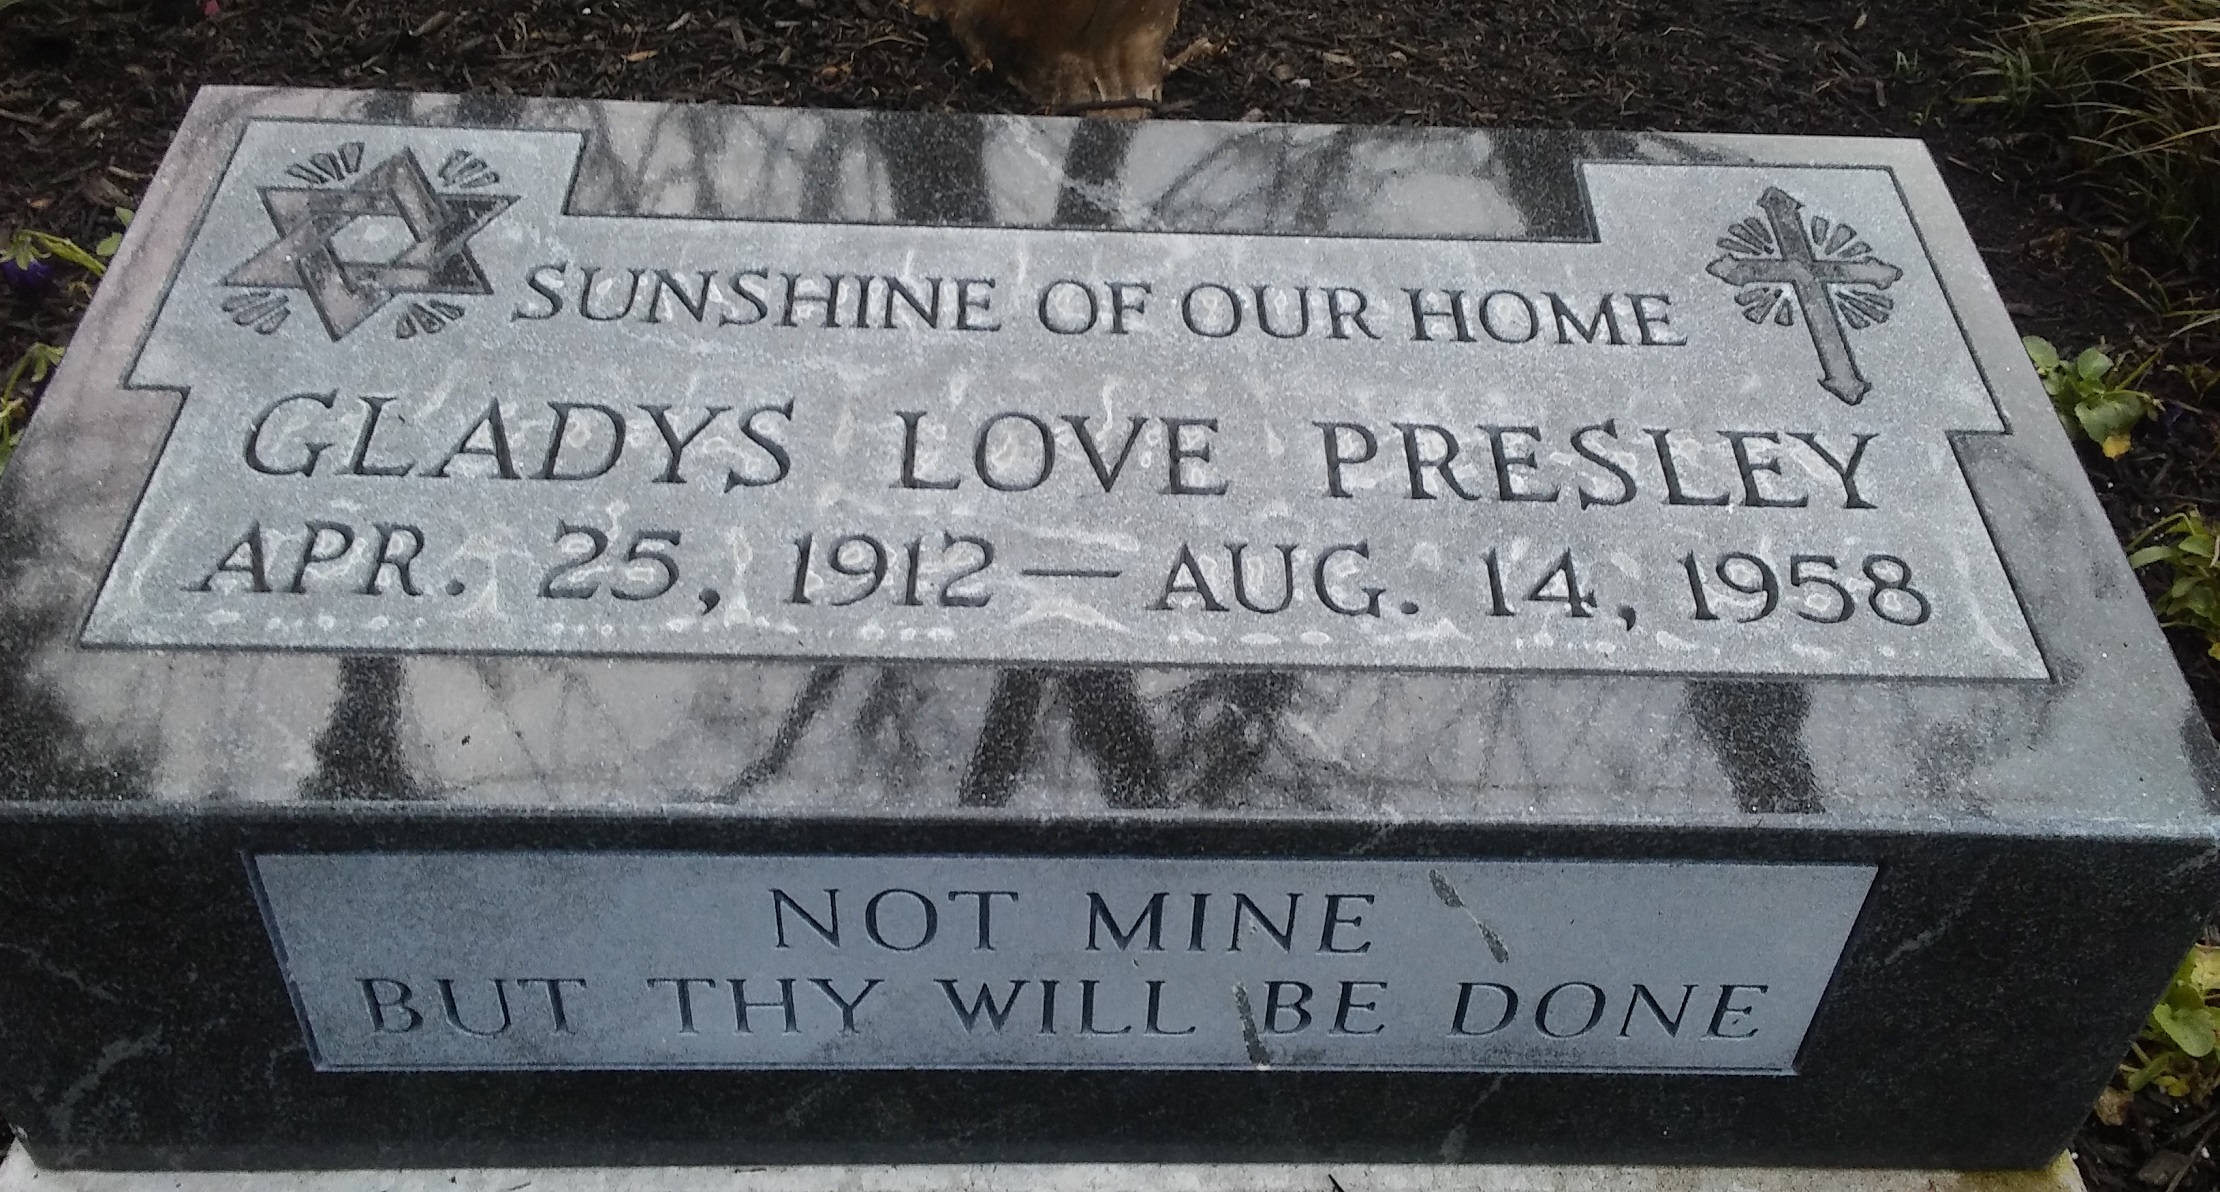 SUNSHINE OF OUR HOME
GLADYS LOVE PRESLEY
APR. 25, 1912 — AUG. 14, 1958
NOT MINE
BUT THY WILL BE DONE